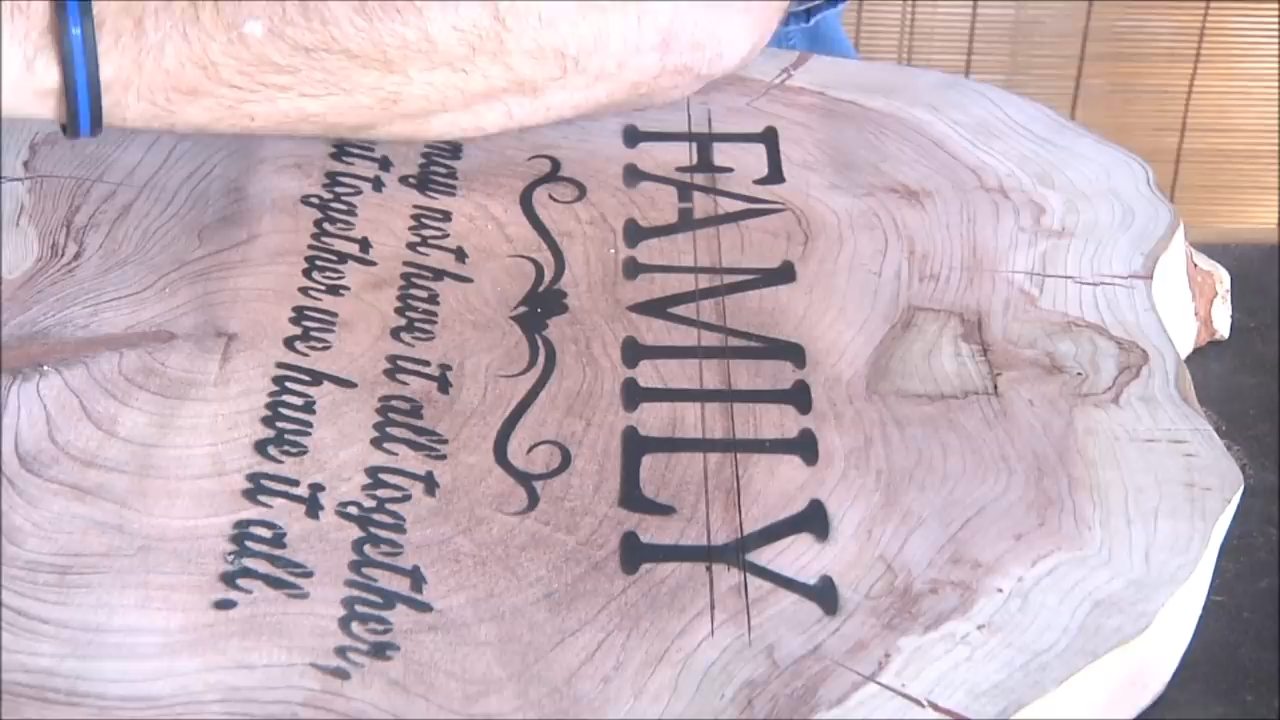 FAMILY
may not have it all together,
ut together we have it all.